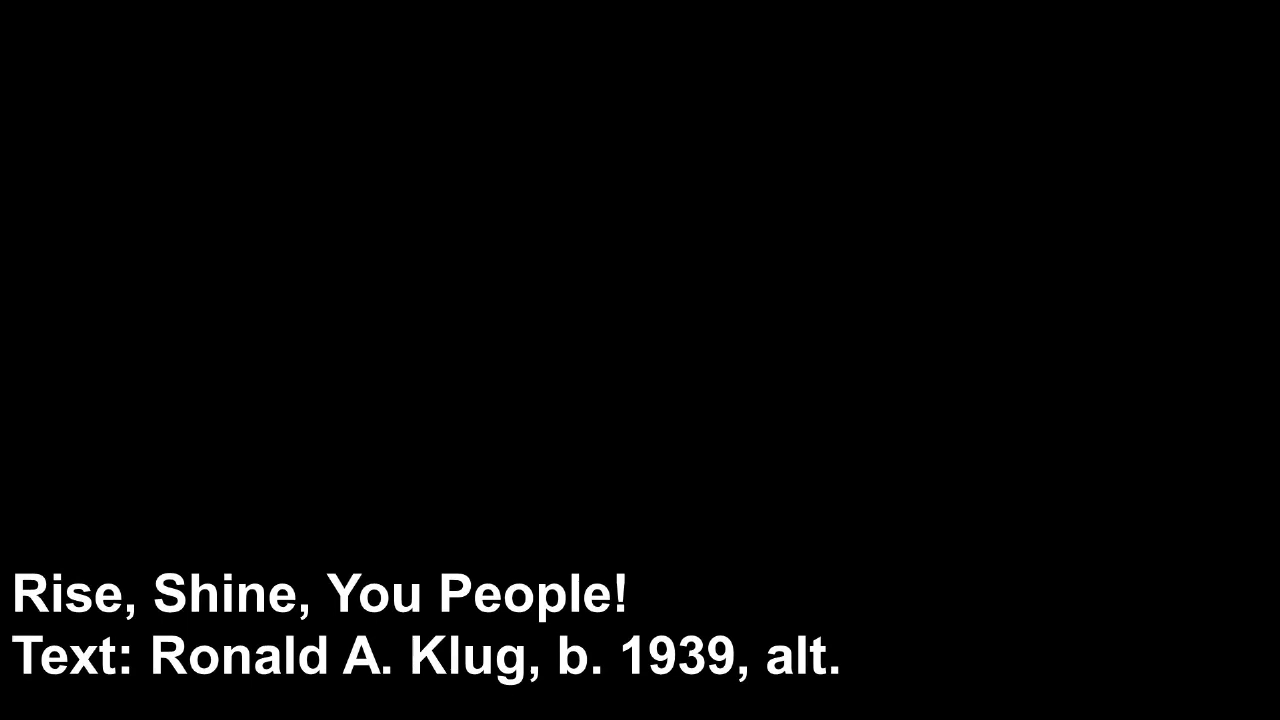 Rise, Shine, You People!
Text: Ronald A. Klug, b. 1939, alt.